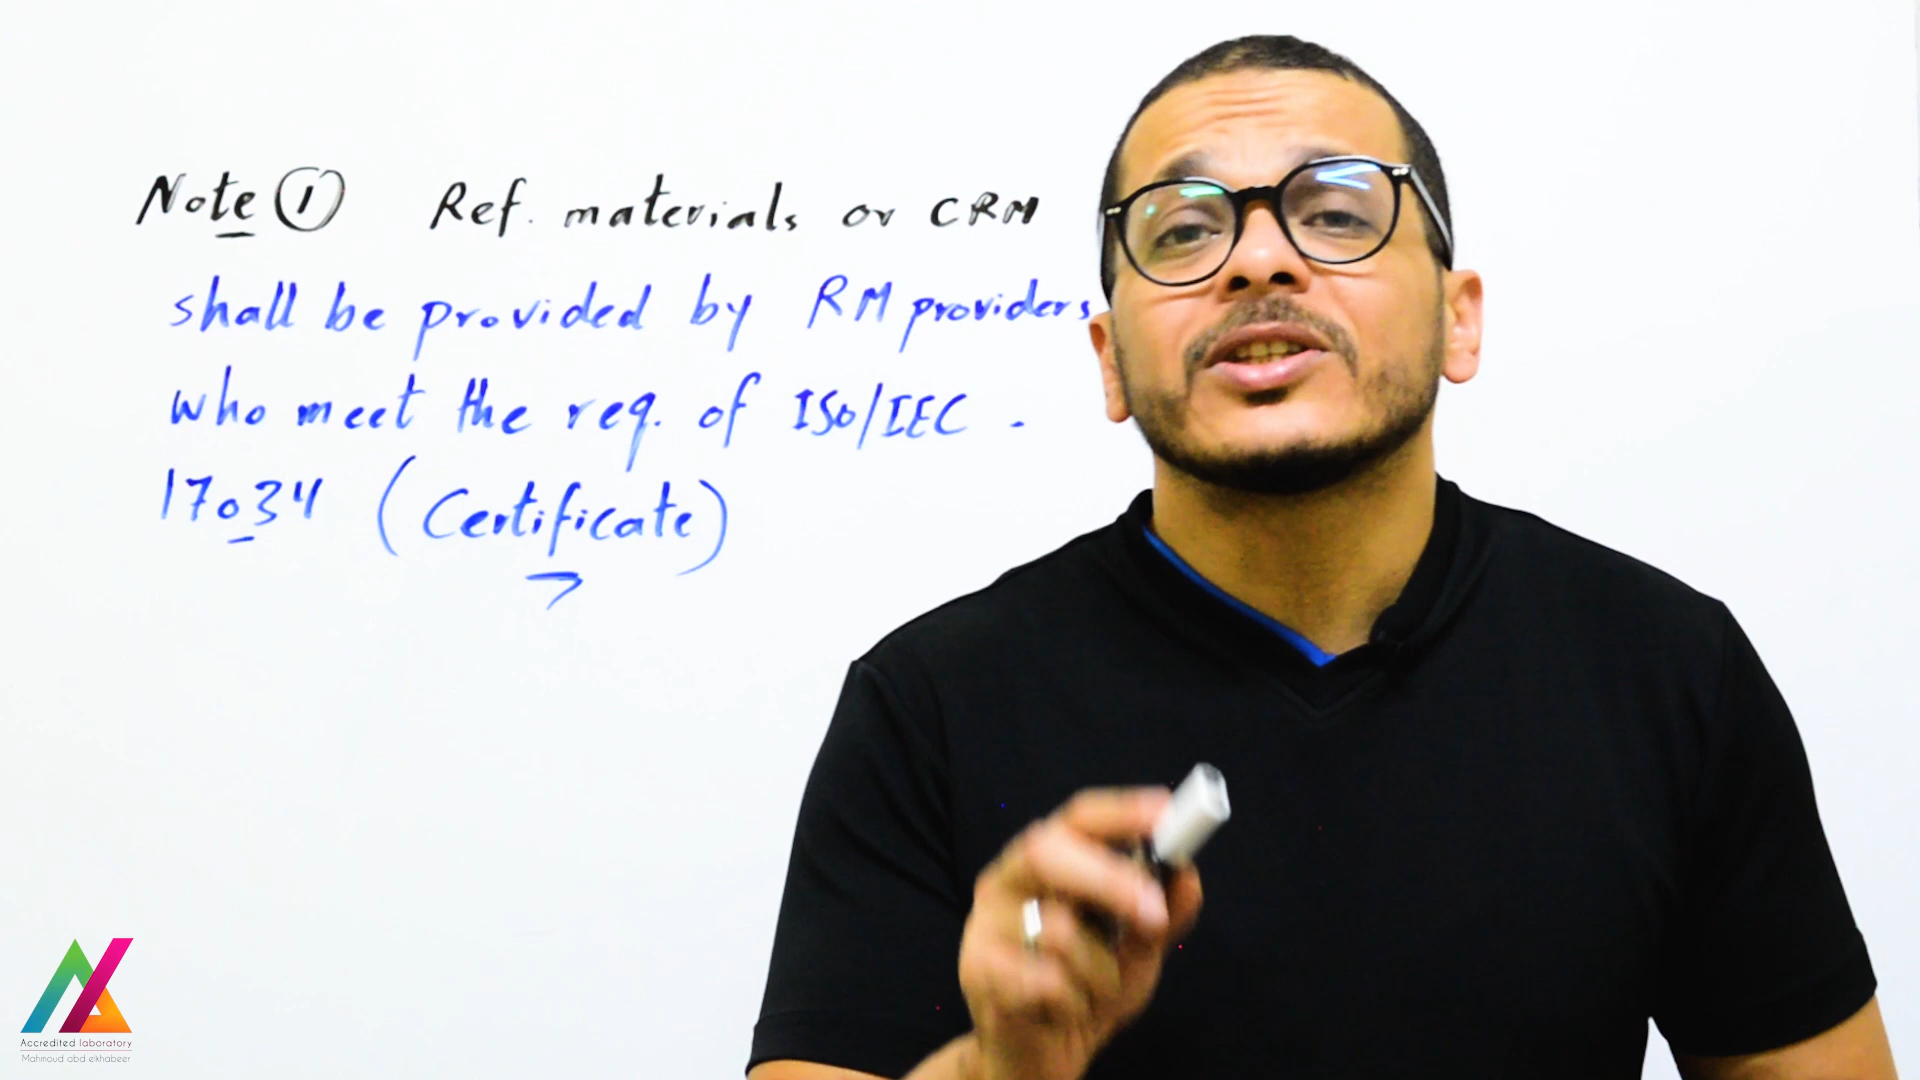 Note ① Ref. materials or CRM
shall be provided by RM providers
who meet the req. of ISO/IEC -
17034 (Certificate)
Accredited laboratory
Mahmoud abd elkhabeer